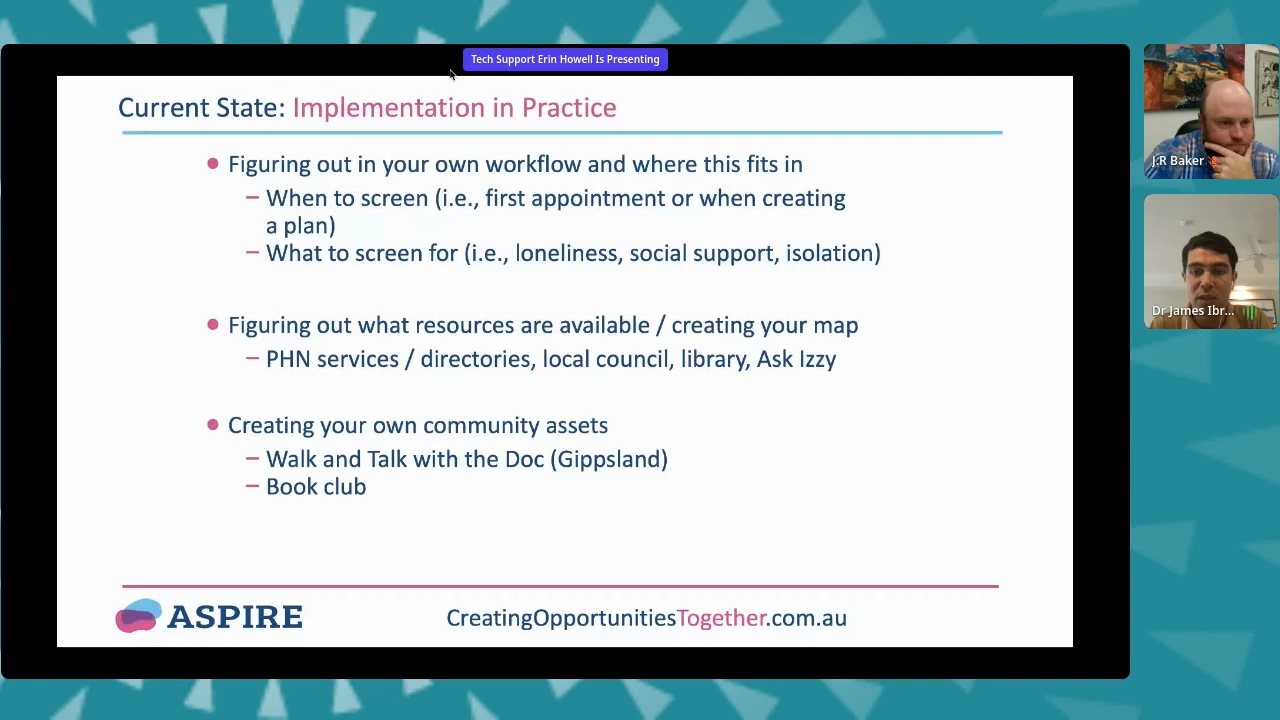 Tech Support Erin Howell Is Presenting
Current State: Implementation in Practice
Figuring out in your own workflow and where this fits in
– When to screen (i.e., first appointment or when creating
a plan)
– What to screen for (i.e., loneliness, social support, isolation)
Figuring out what resources are available / creating your map
– PHN services / directories, local council, library, Ask Izzy
Creating your own community assets
– Walk and Talk with the Doc (Gippsland)
– Book club
ASPIRE
CreatingOpportunitiesTogether.com.au
J.R Baker
Dr James Ibr...